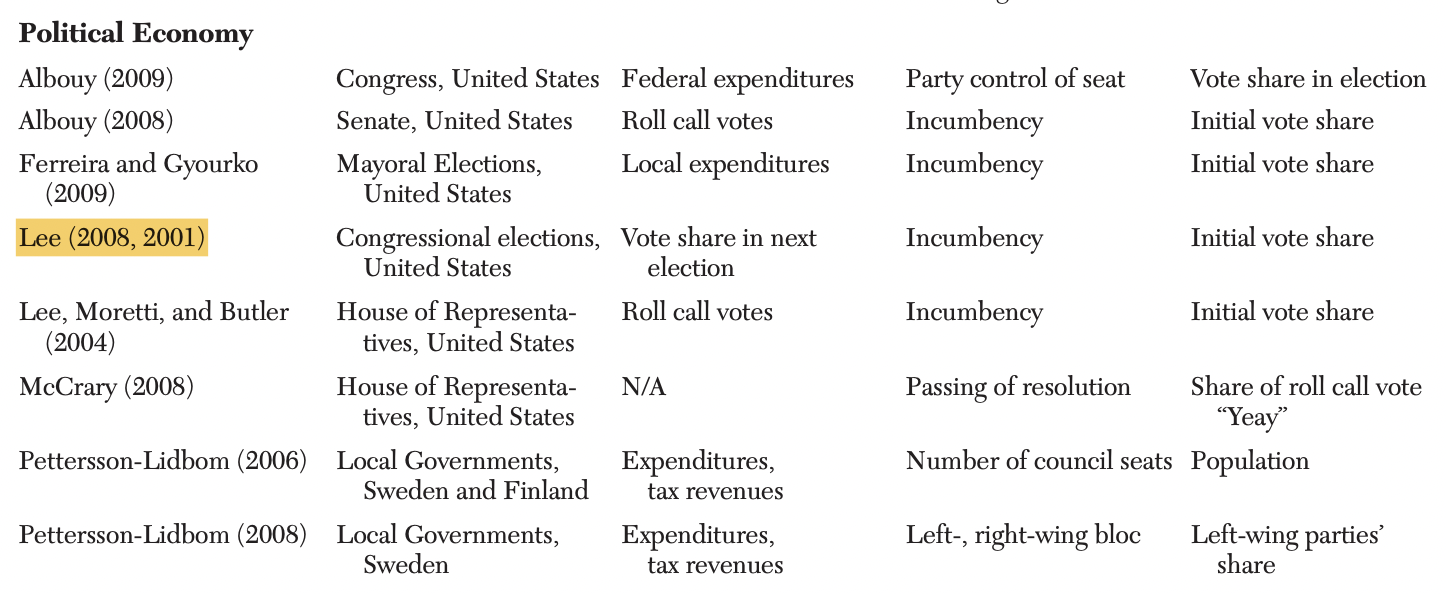 Political Economy
Albouy (2009) Congress, United States Federal expenditures Party control of seat Vote share in election
Albouy (2008) Senate, United States Roll call votes Incumbency Initial vote share
Ferreira and Gyourko Mayoral Elections, Local expenditures Incumbency Initial vote share
(2009) United States
Lee (2008, 2001) Congressional elections, Vote share in next Incumbency Initial vote share
United States election
Lee, Moretti, and Butler House of Representa- Roll call votes Incumbency Initial vote share
(2004) tives, United States
McCrary (2008) House of Representa- N/A Passing of resolution Share of roll call vote
tives, United States “Yeay”
Pettersson-Lidbom (2006) Local Governments, Expenditures, Number of council seats Population
Sweden and Finland tax revenues
Pettersson-Lidbom (2008) Local Governments, Expenditures, Left-, right-wing bloc Left-wing parties’
Sweden tax revenues share